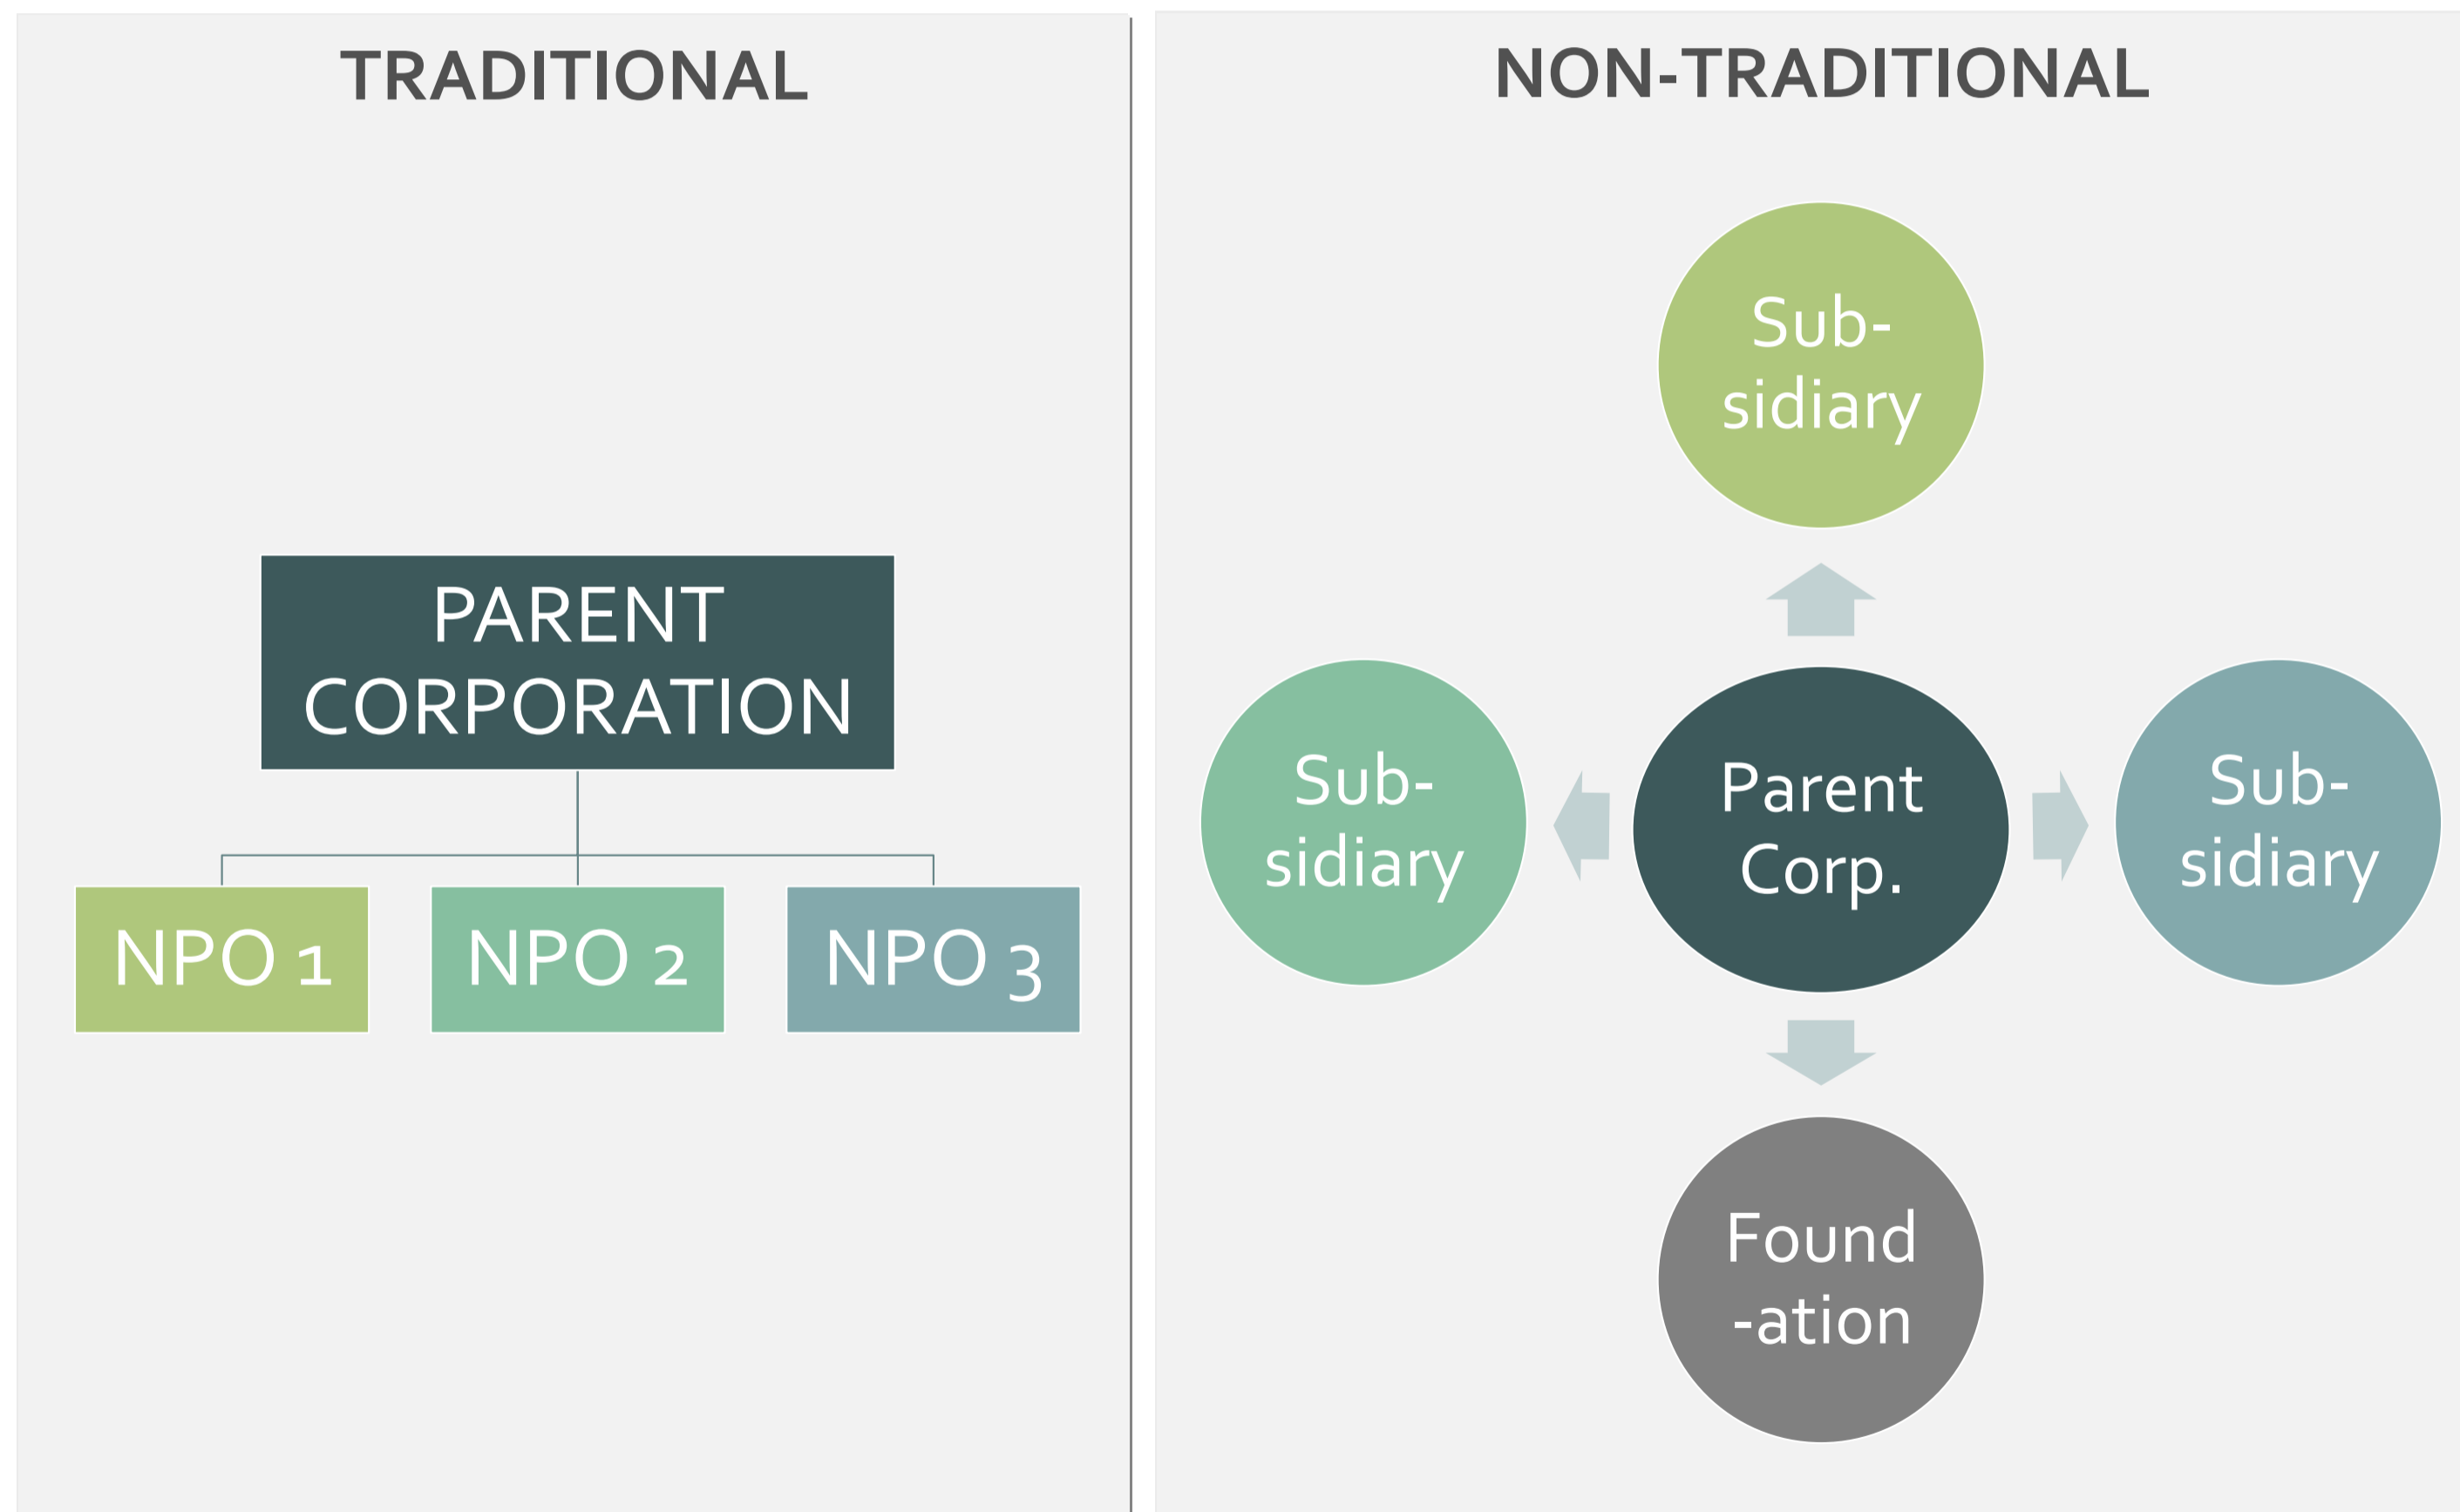 TRADITIONAL
PARENT
CORPORATION
NPO 1
NPO 2
NPO 3
NON-TRADITIONAL
Sub-
sidiary
Sub-
sidiary
Parent
Corp.
Sub-
sidiary
Found
-ation